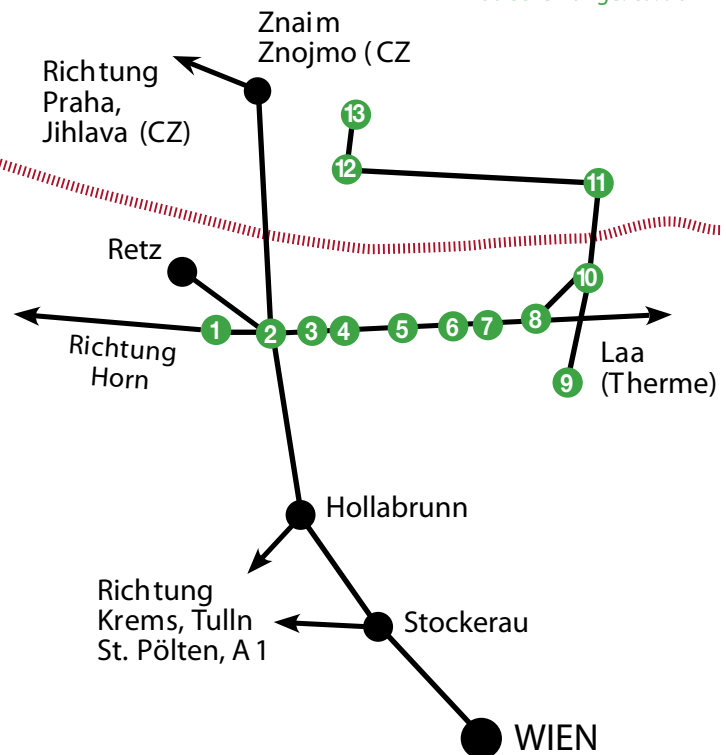 Znaim
Znojmo (CZ
Richtung
Praha,
Jihlava (CZ)
13
12
11
Retz
10
1
2
3
4
5
6
7
8
Richtung
Horn
9
Laa
(Therme)
Hollabrunn
Richtung
Krems, Tulln
St. Pölten, A 1
Stockerau
WIEN